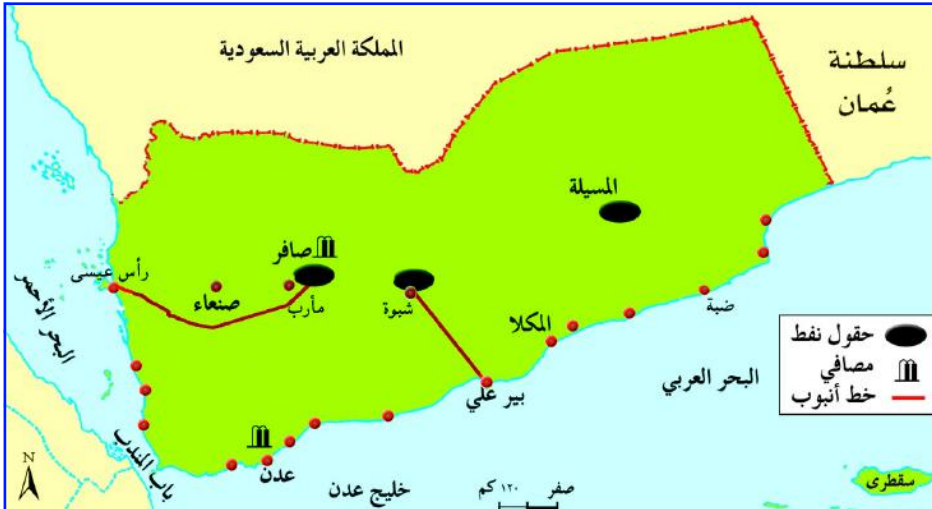 المملكة العربية السعودية
سلطنة
عُمان
المسيلة
صافر
رأس عيسى
صنعاء
مأرب
شبوة
ضبة
المكلا
البحر الأحمر
بير علي
البحر العربي
حقول نفط
مصافي
خط أنبوب
باب المندب
عدن
خليج عدن
صفر ١٢٠ كم
سقطرى
N